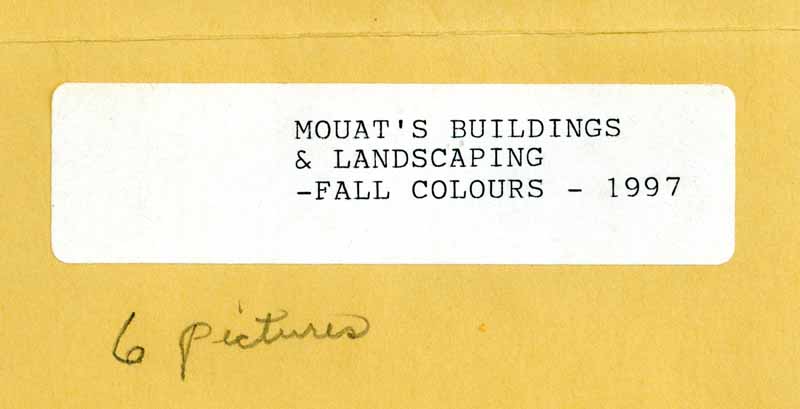 MOUAT'S BUILDINGS
& LANDSCAPING
-FALL COLOURS - 1997
6 pictures